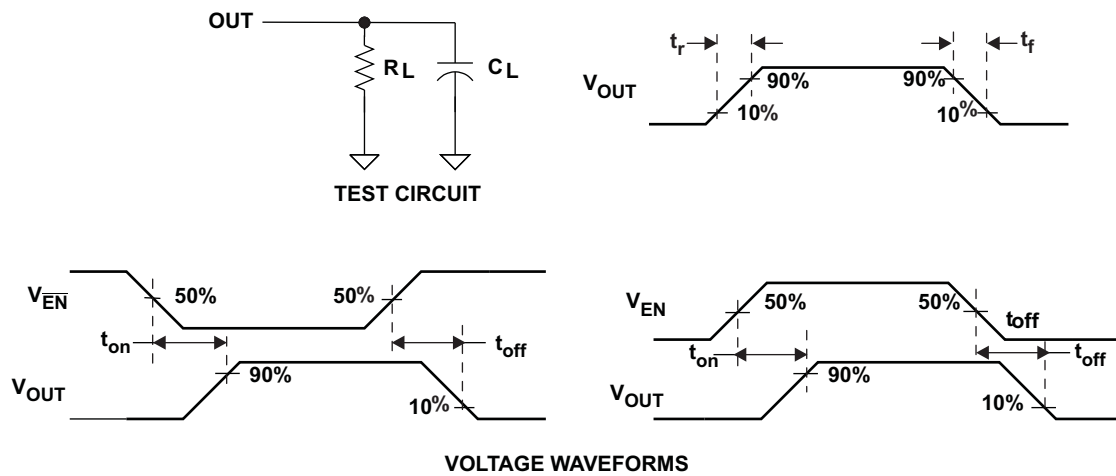 OUT
RL
CL
TEST CIRCUIT
tr
tf
VOUT
90%
90%
10%
10%
VEN
50%
50%
ton
toff
VOUT
90%
10%
VEN
50%
50%
toff
ton
toff
VOUT
90%
10%
VOLTAGE WAVEFORMS